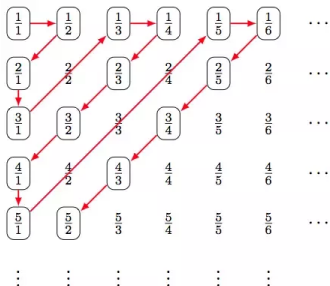 1/1 1/2 1/3 1/4 1/5 1/6 ⋯
2/1 2/2 2/3 2/4 2/5 2/6 ⋯
3/1 3/2 3/3 3/4 3/5 3/6 ⋯
4/1 4/2 4/3 4/4 4/5 4/6 ⋯
5/1 5/2 5/3 5/4 5/5 5/6 ⋯
⋮ ⋮ ⋮ ⋮ ⋮ ⋮